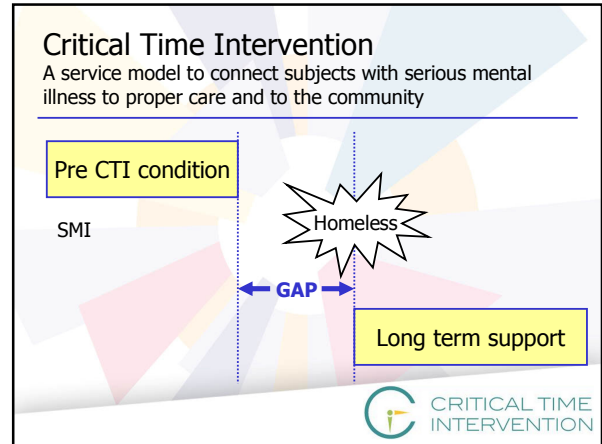 Critical Time Intervention
A service model to connect subjects with serious mental
illness to proper care and to the community
Pre CTI condition
SMI
Homeless
GAP
Long term support
CRITICAL TIME
INTERVENTION